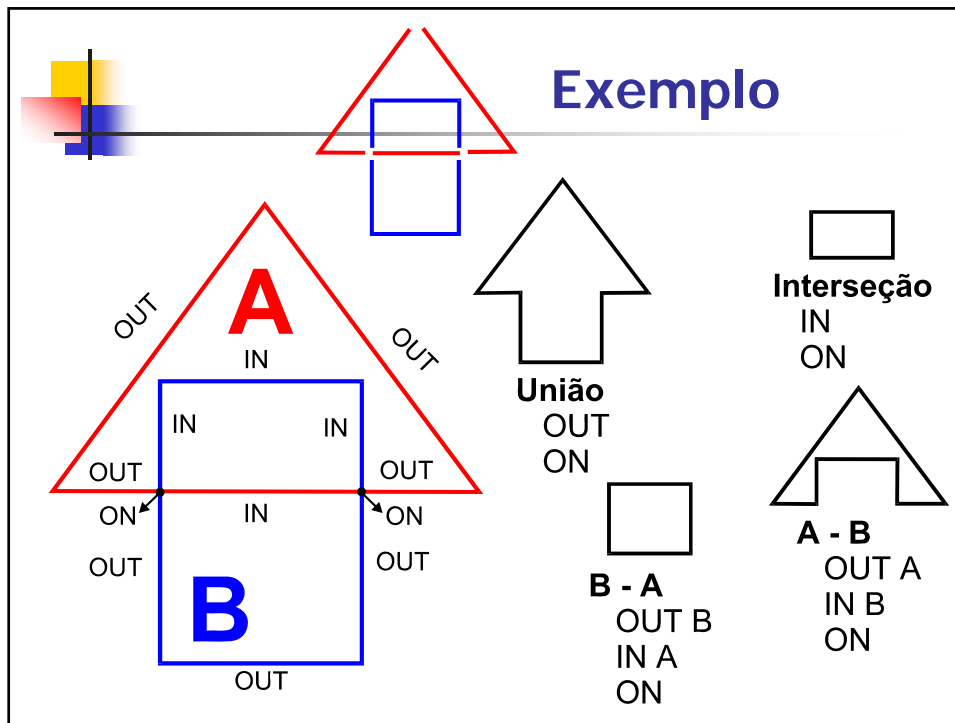 Exemplo
A
OUT
OUT
IN
IN
IN
OUT
OUT
ON
IN
ON
OUT
OUT
B
OUT
União
OUT
ON
Interseção
IN
ON
B - A
OUT B
IN A
ON
A - B
OUT A
IN B
ON